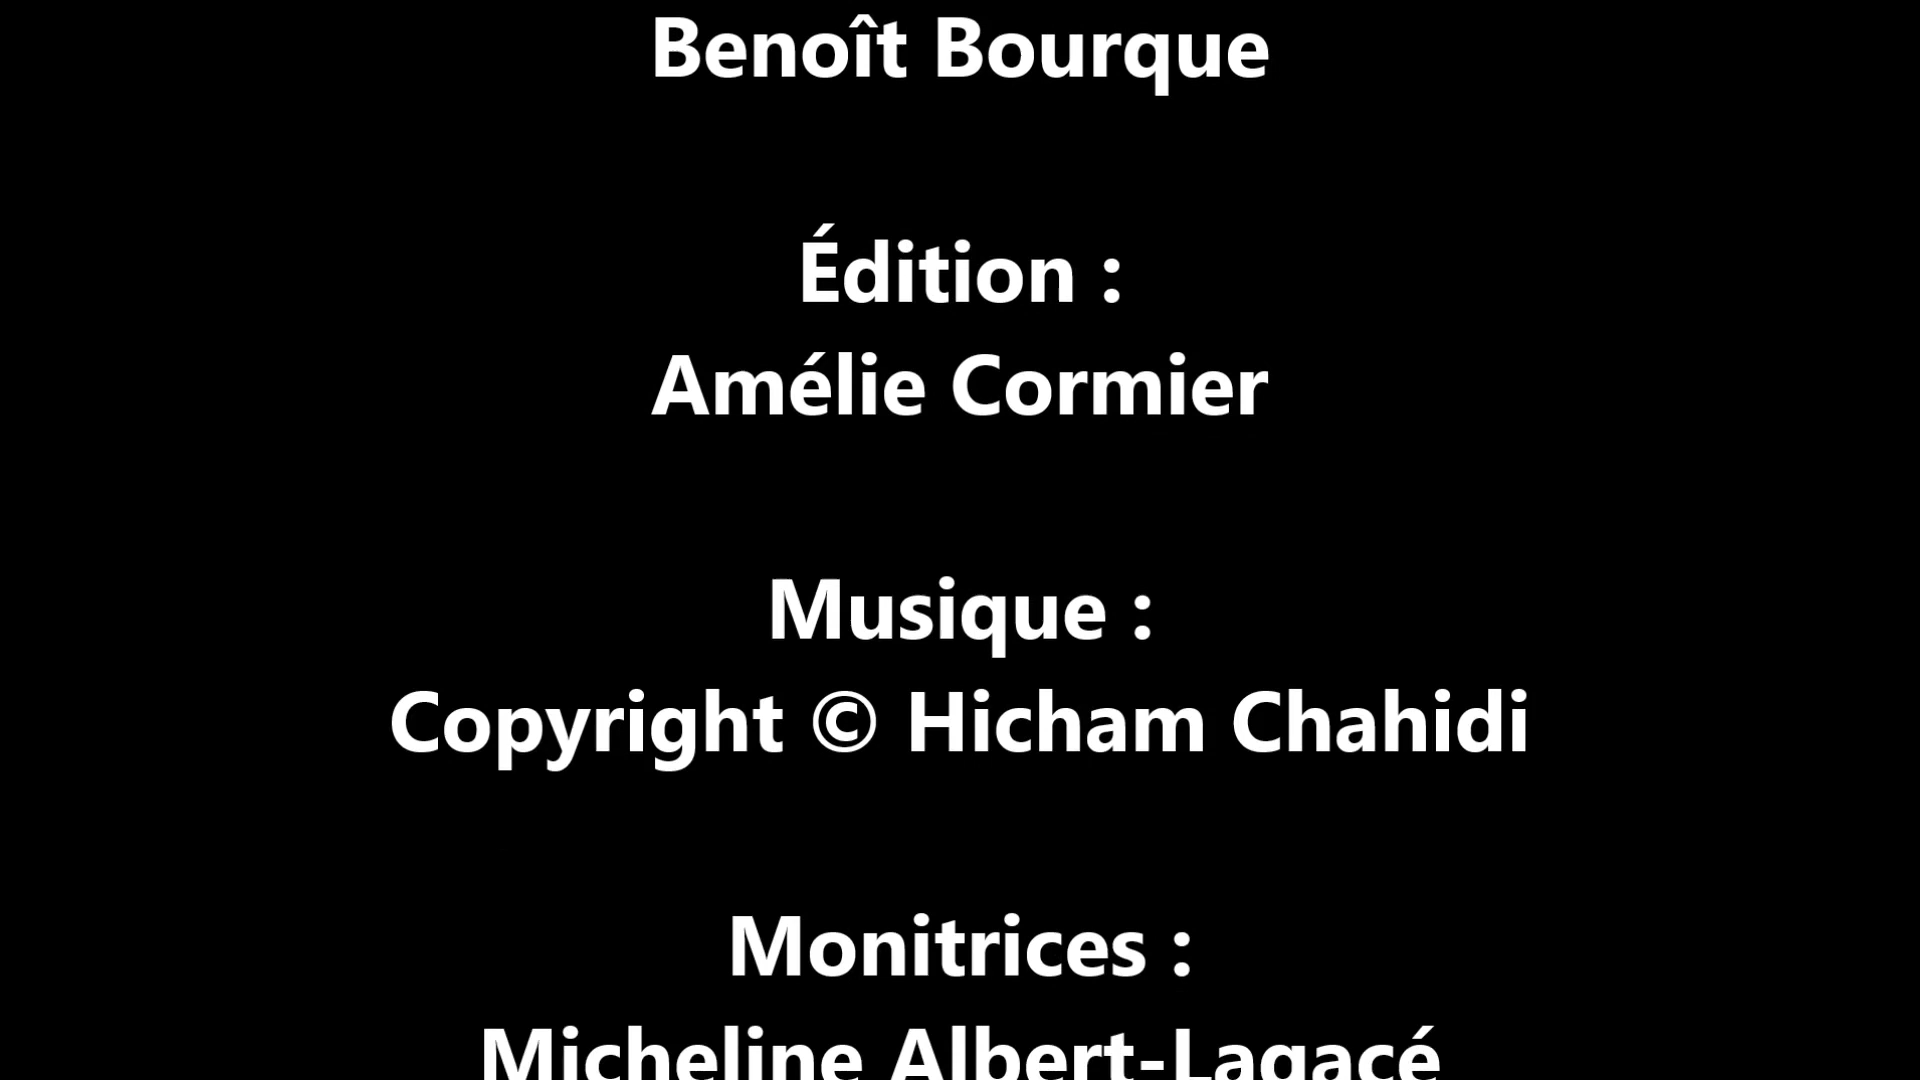 Benoît Bourque
Édition :
Amélie Cormier
Musique :
Copyright © Hicham Chahidi
Monitrices :
Micheline Albert-Lagacé